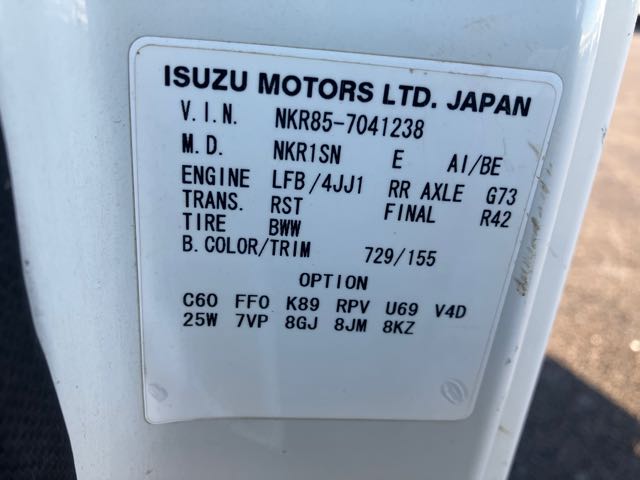 ISUZU MOTORS LTD. JAPAN
V.I.N. NKR85-7041238
M.D. NKR1SN E AI/BE
ENGINE LFB/4JJ1 RR AXLE G73
TRANS. RST FINAL R42
TIRE BWW
B.COLOR/TRIM 729/155
OPTION
C60 FF0 K89 RPV U69 V4D
25W 7VP 8GJ 8JM 8KZ